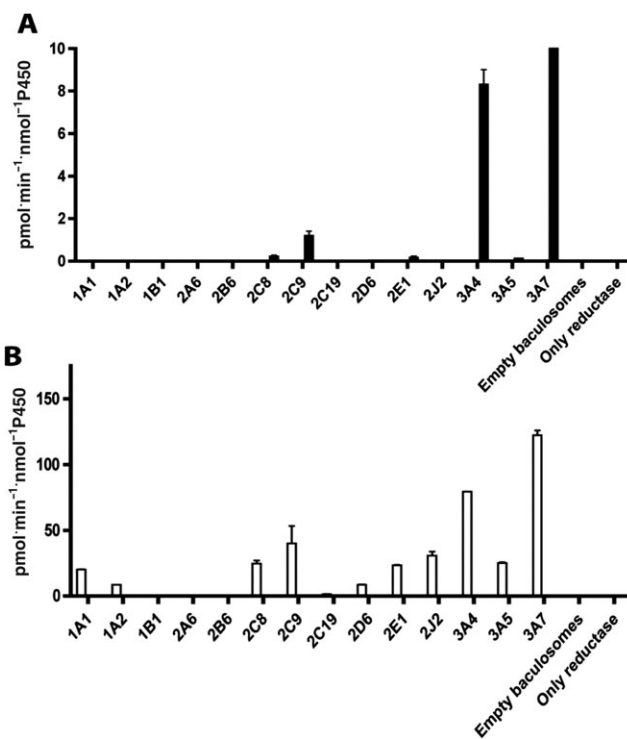 A
pmol·min⁻¹·nmol⁻¹P450
10
8
6
4
2
0
1A1
1A2
1B1
2A6
2B6
2C8
2C9
2C19
2D6
2E1
2J2
3A4
3A5
3A7
Empty baculosomes
Only reductase
B
pmol·min⁻¹·nmol⁻¹P450
150
100
50
0
1A1
1A2
1B1
2A6
2B6
2C8
2C9
2C19
2D6
2E1
2J2
3A4
3A5
3A7
Empty baculosomes
Only reductase